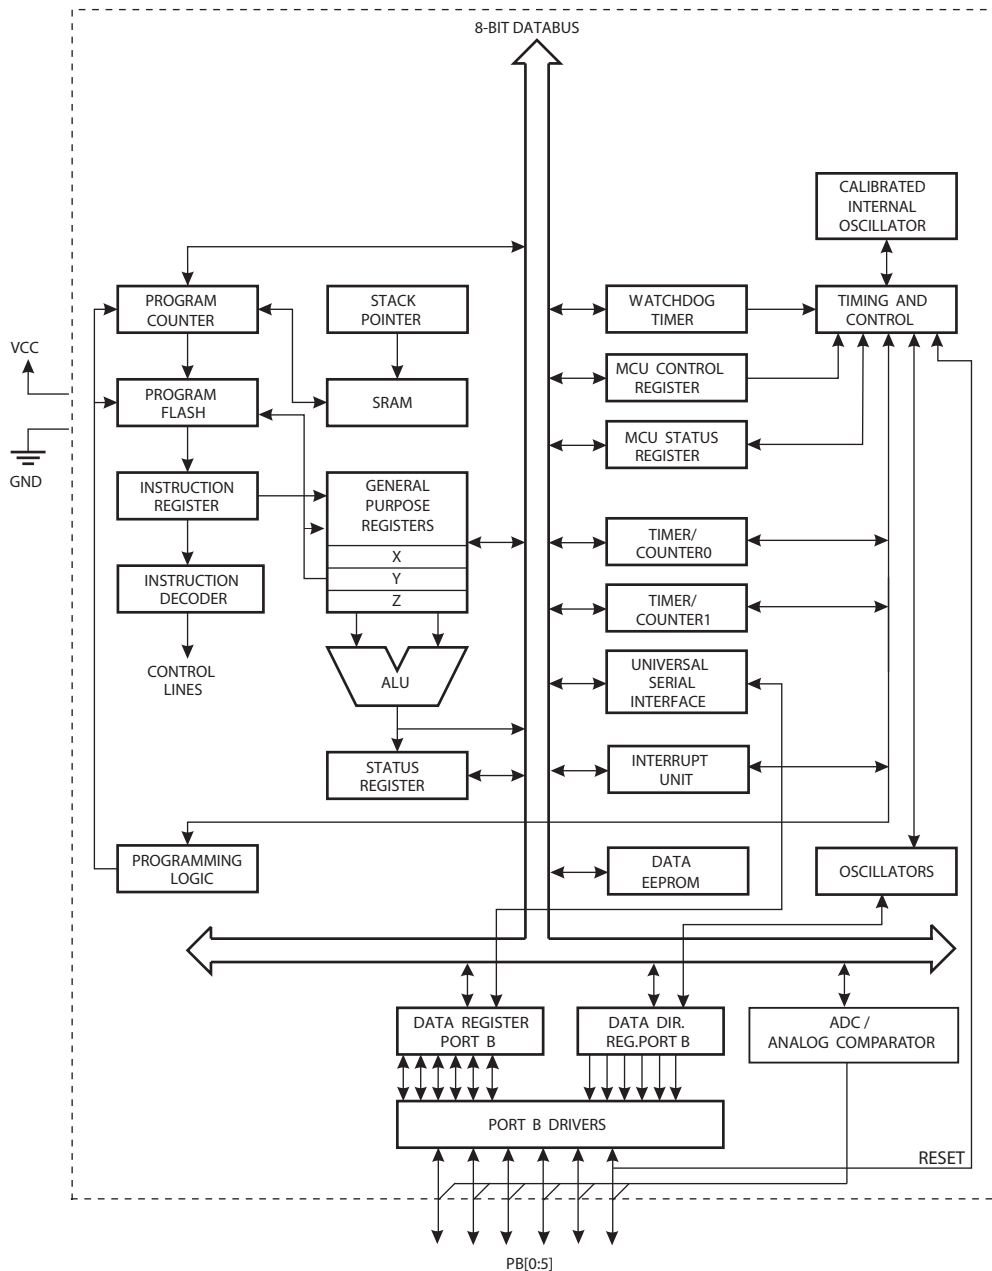 8-BIT DATABUS
CALIBRATED
INTERNAL
OSCILLATOR
PROGRAM
COUNTER
STACK
POINTER
WATCHDOG
TIMER
TIMING AND
CONTROL
VCC
PROGRAM
FLASH
SRAM
MCU CONTROL
REGISTER
MCU STATUS
REGISTER
GND
INSTRUCTION
REGISTER
GENERAL
PURPOSE
REGISTERS
X
Y
Z
TIMER/
COUNTER0
INSTRUCTION
DECODER
TIMER/
COUNTER1
CONTROL
LINES
ALU
UNIVERSAL
SERIAL
INTERFACE
STATUS
REGISTER
INTERRUPT
UNIT
PROGRAMMING
LOGIC
DATA
EEPROM
OSCILLATORS
DATA REGISTER
PORT B
DATA DIR.
REG.PORT B
ADC /
ANALOG COMPARATOR
PORT B DRIVERS
RESET
PB[0:5]